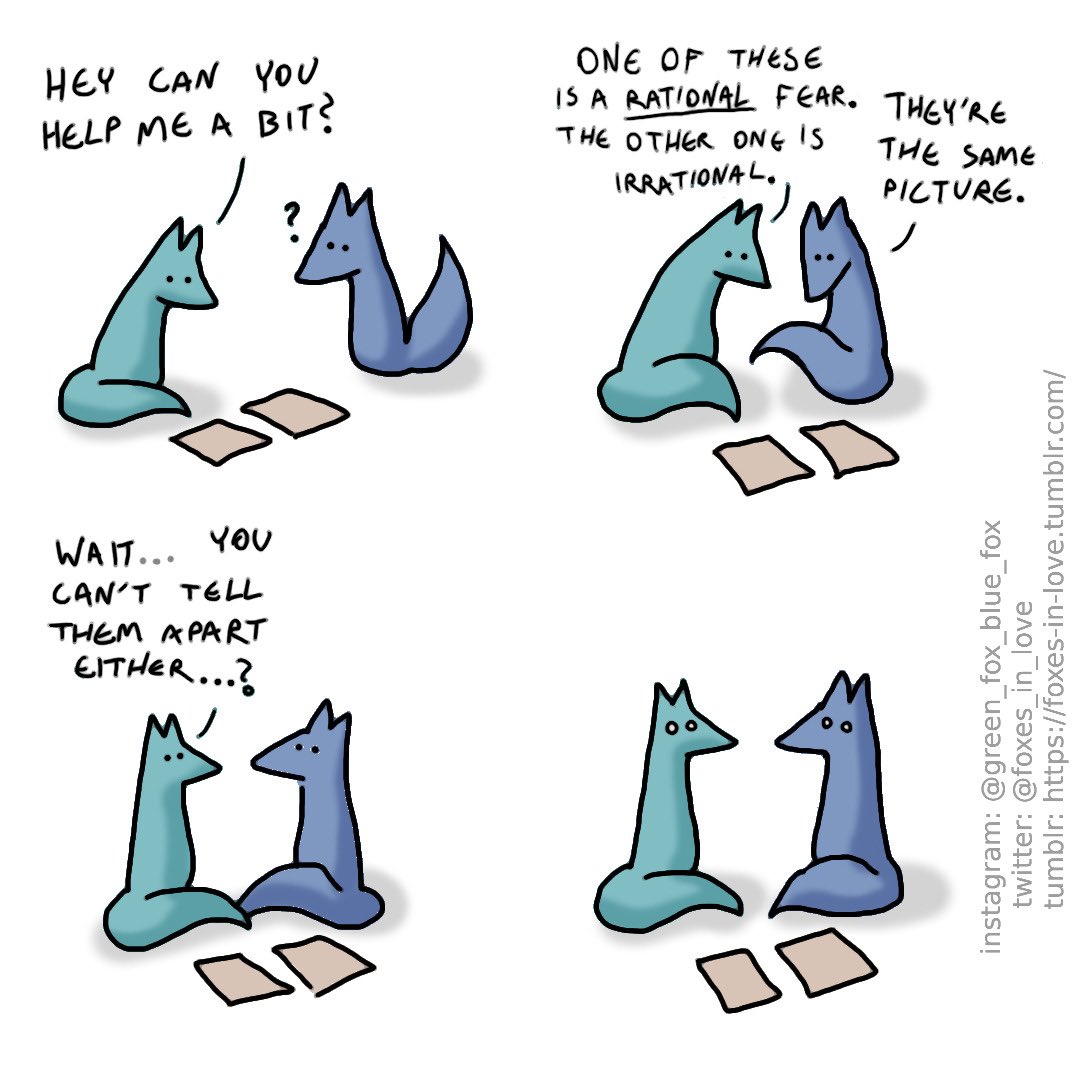 HEY CAN YOU
HELP ME A BIT?
?
ONE OF THESE
IS A RATIONAL FEAR.
THE OTHER ONE IS
IRRATIONAL.
THEY'RE
THE SAME
PICTURE.
WAIT... YOU
CAN'T TELL
THEM APART
EITHER...?
instagram: @green_fox_blue_fox
twitter: @foxes_in_love
tumblr: https://foxes-in-love.tumblr.com/